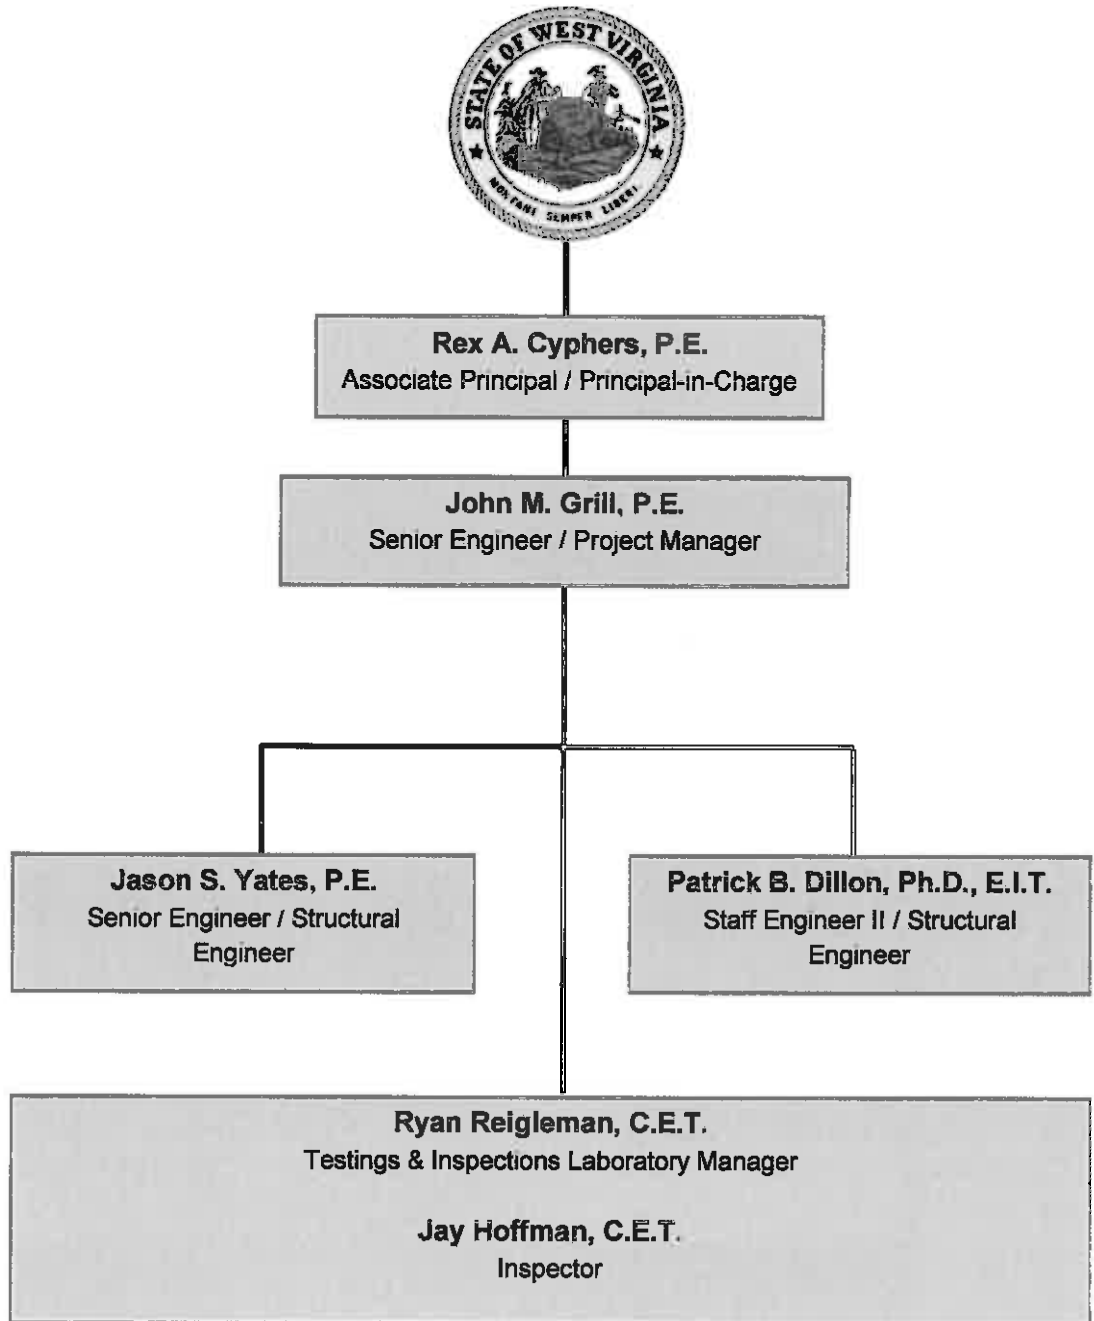 STATE OF WEST VIRGINIA
MONTANI SEMPER LIBERI
Rex A. Cyphers, P.E.
Associate Principal / Principal-in-Charge
John M. Grill, P.E.
Senior Engineer / Project Manager
Jason S. Yates, P.E.
Senior Engineer / Structural
Engineer
Patrick B. Dillon, Ph.D., E.I.T.
Staff Engineer II / Structural
Engineer
Ryan Reigleman, C.E.T.
Testings & Inspections Laboratory Manager
Jay Hoffman, C.E.T.
Inspector